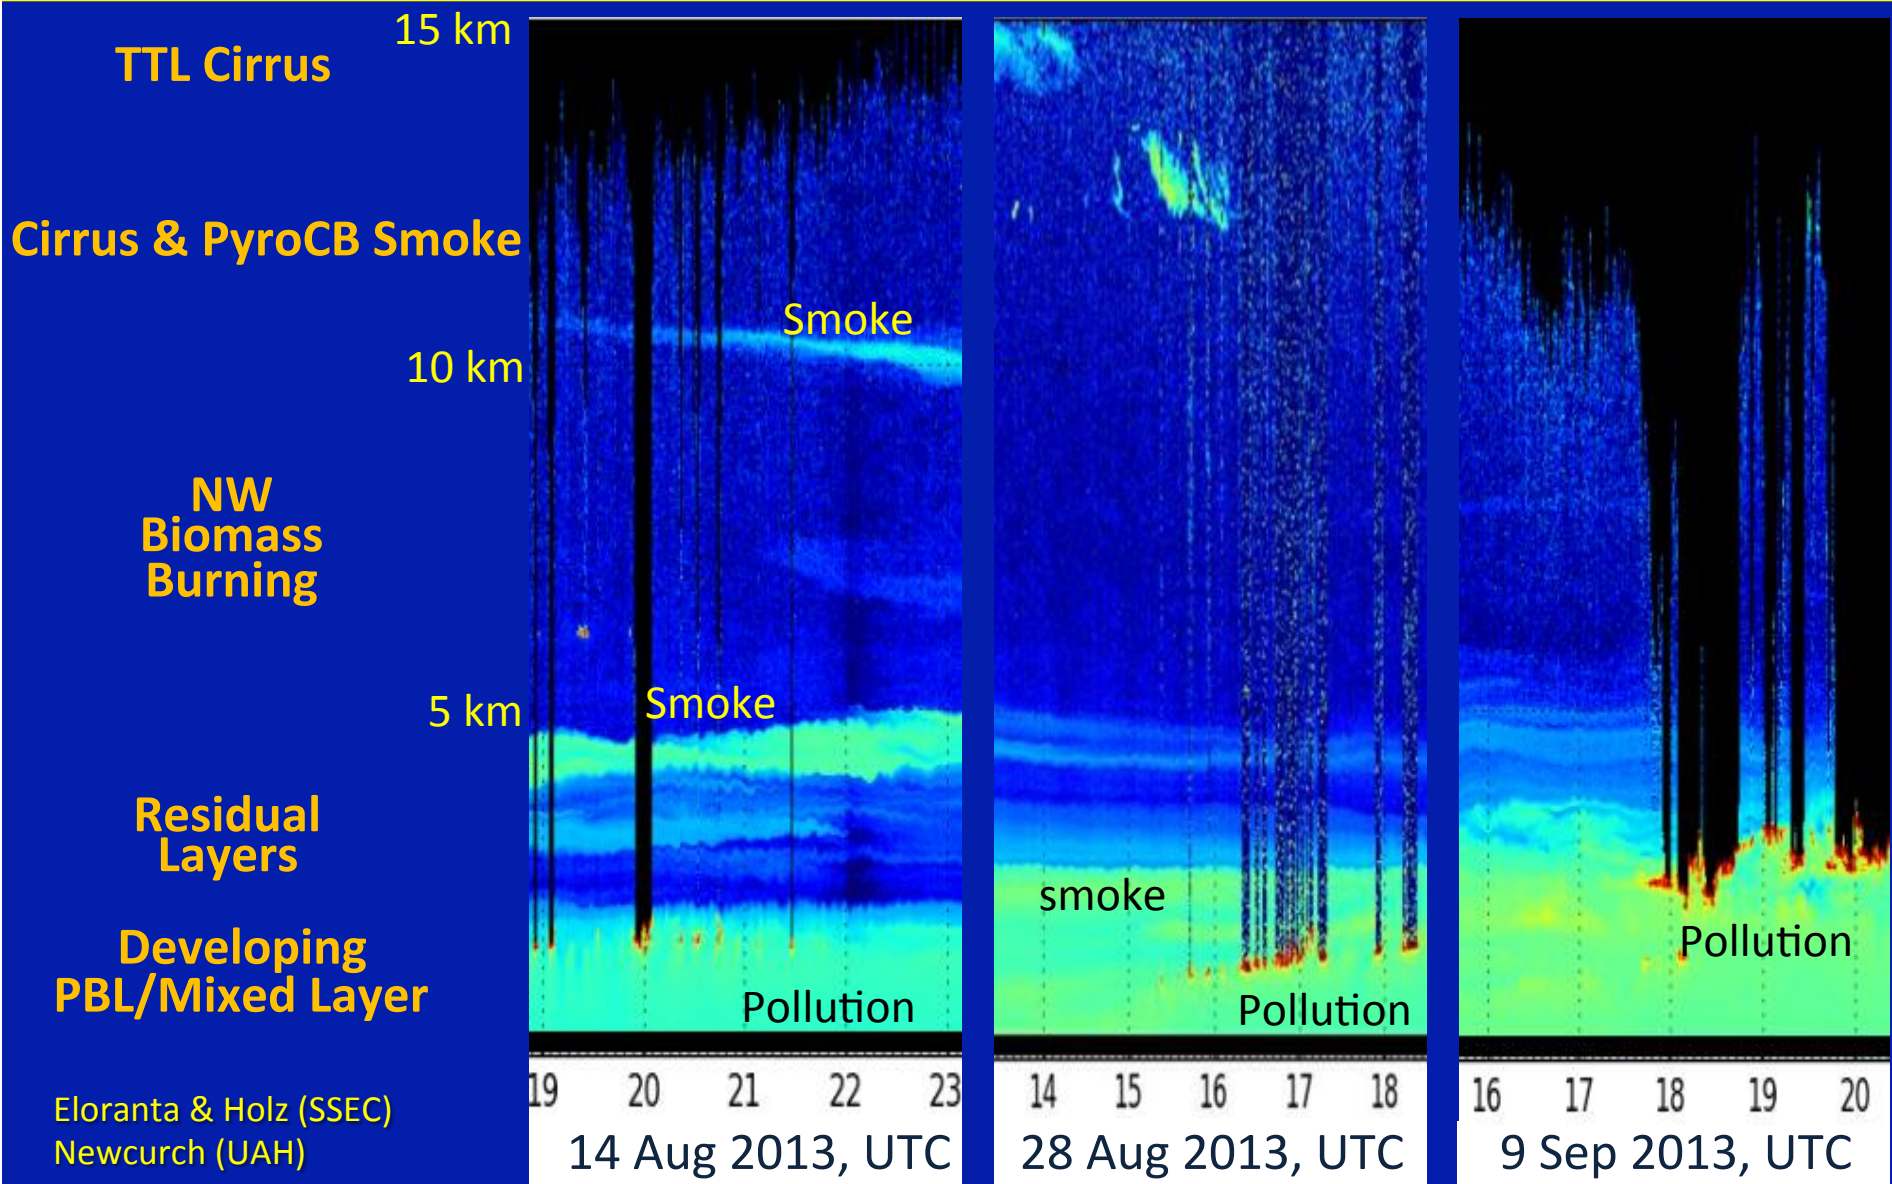 TTL Cirrus
15 km
Cirrus & PyroCB Smoke
Smoke
10 km
NW
Biomass
Burning
5 km
Smoke
Residual
Layers
smoke
Developing
PBL/Mixed Layer
Pollution
Pollution
Pollution
19 20 21 22 23
14 15 16 17 18
16 17 18 19 20
Eloranta & Holz (SSEC)
Newcurch (UAH)
14 Aug 2013, UTC
28 Aug 2013, UTC
9 Sep 2013, UTC